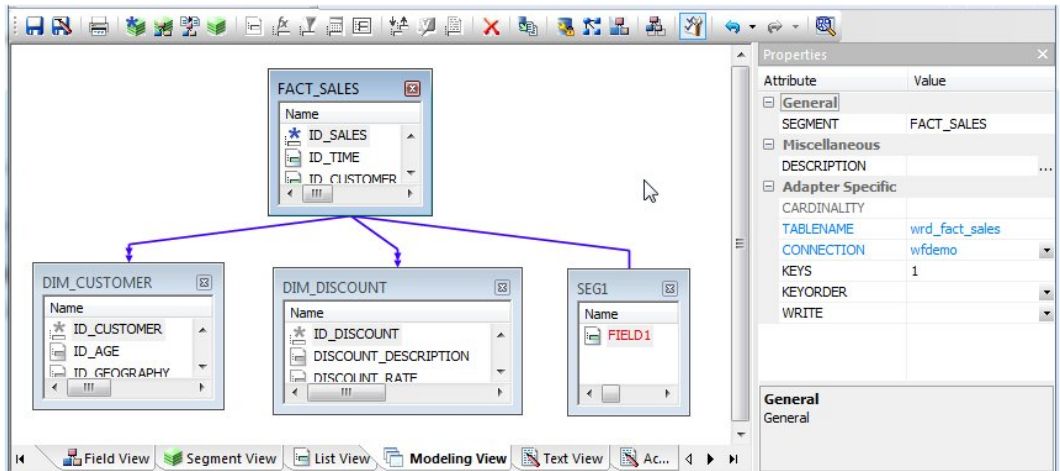 Properties
Attribute Value
General
SEGMENT FACT_SALES
Miscellaneous
DESCRIPTION ...
Adapter Specific
CARDINALITY
TABLENAME wrd_fact_sales
CONNECTION wfdemo
KEYS 1
KEYORDER
WRITE
General
General
FACT_SALES
Name
ID_SALES
ID_TIME
ID_CUSTOMER
DIM_CUSTOMER
Name
ID_CUSTOMER
ID_AGE
ID_GEOGRAPHY
DIM_DISCOUNT
Name
ID_DISCOUNT
DISCOUNT_DESCRIPTION
DISCOUNT_RATE
SEG1
Name
FIELD1
Field View Segment View List View Modeling View Text View Ac...